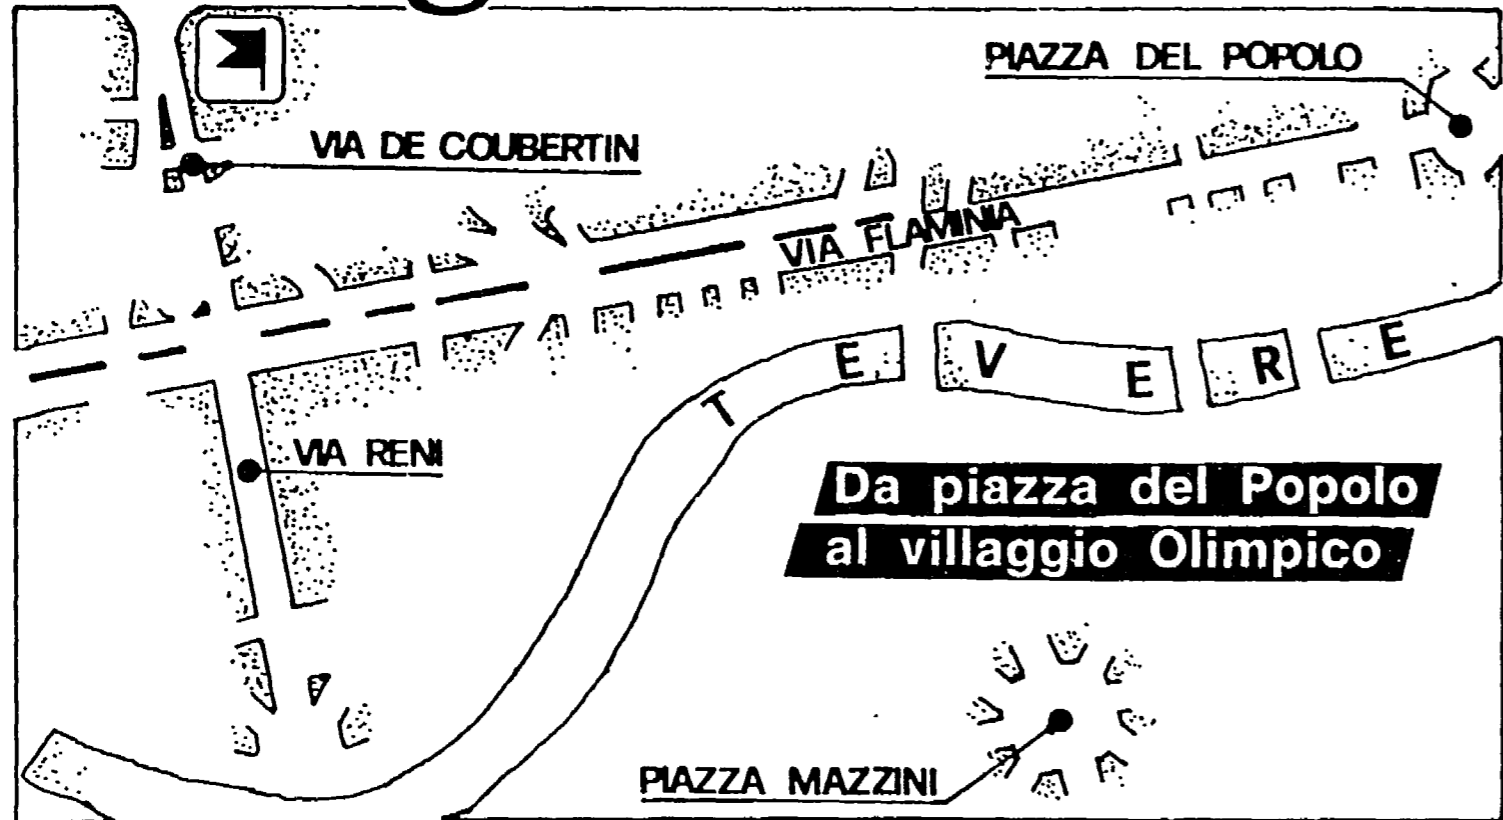 PIAZZA DEL POPOLO
VIA DE COUBERTIN
VIA FLAMINIA
TEVERE
VIA RENI
Da piazza del Popolo
al villaggio Olimpico
PIAZZA MAZZINI